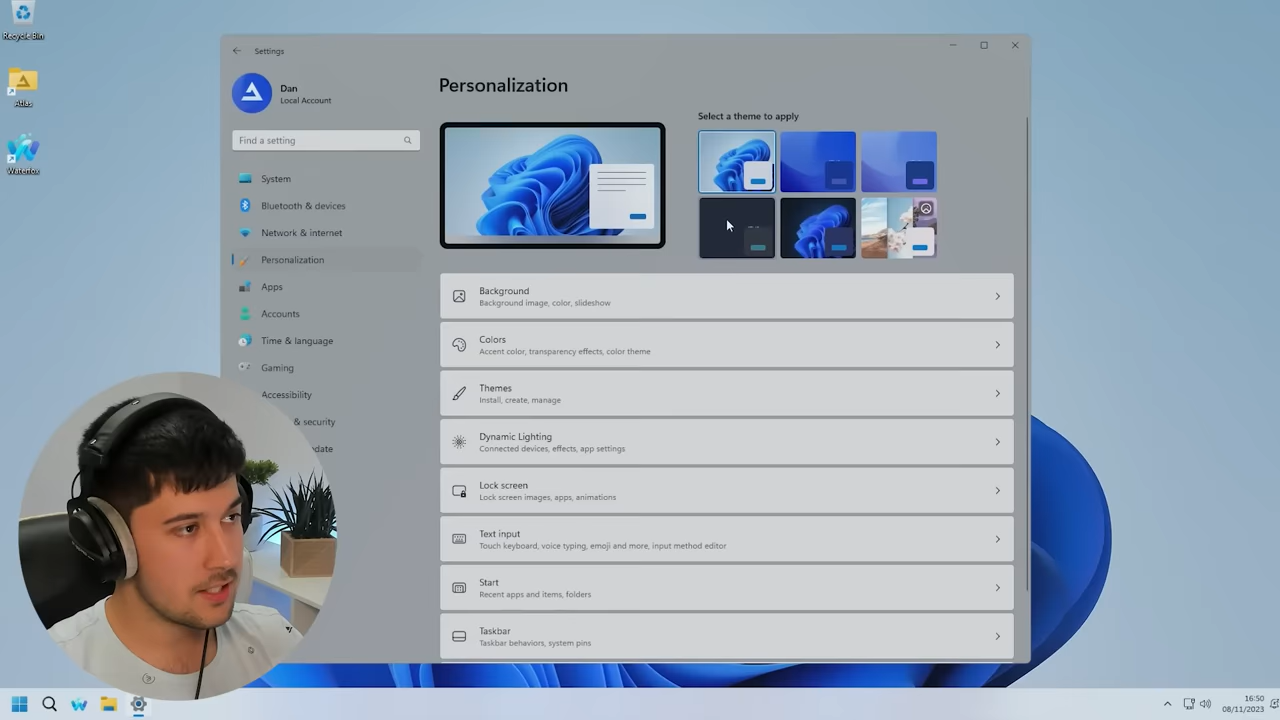 Recycle Bin
Atlas
Waterfox
Settings
Dan
Local Account
Find a setting
System
Bluetooth & devices
Network & internet
Personalization
Apps
Accounts
Time & language
Gaming
Accessibility
& security
date
Personalization
Select a theme to apply
Background
Background image, color, slideshow
Colors
Accent color, transparency effects, color theme
Themes
Install, create, manage
Dynamic Lighting
Connected devices, effects, app settings
Lock screen
Lock screen images, apps, animations
Text input
Touch keyboard, voice typing, emoji and more, input method editor
Start
Recent apps and items, folders
Taskbar
Taskbar behaviors, system pins
16:50
08/11/2023